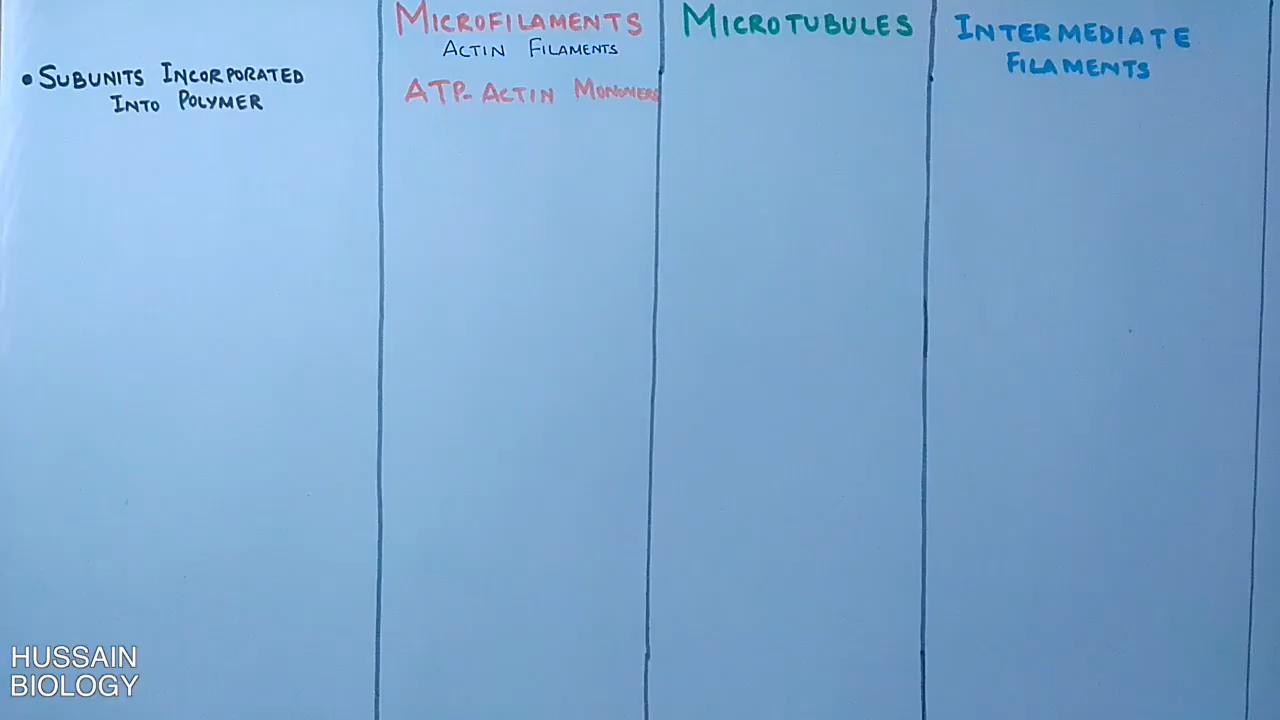 MICROFILAMENTS
ACTIN FILAMENTS
MICROTUBULES
INTERMEDIATE
FILAMENTS
• SUBUNITS INCORPORATED
INTO POLYMER
ATP-ACTIN MONOMERS
HUSSAIN
BIOLOGY